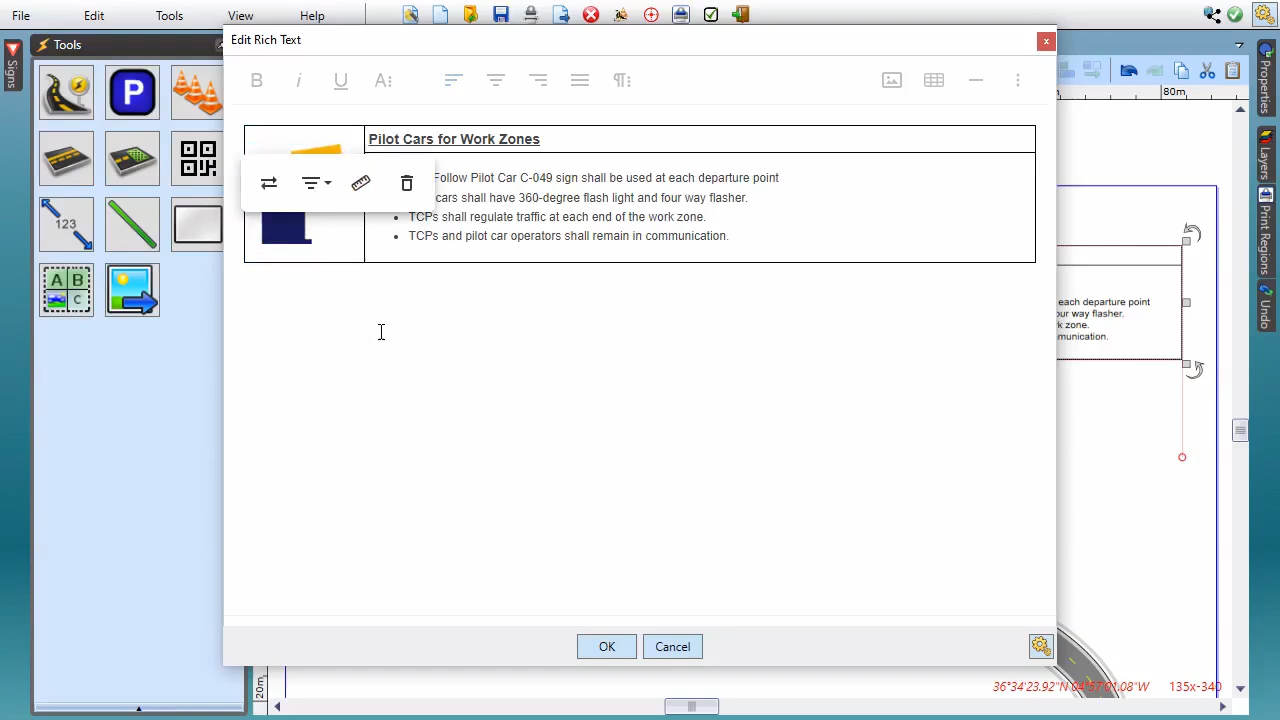 File Edit Tools View Help
Edit Rich Text
x
Signs
Tools
P
123
A B
C
B i U A
Pilot Cars for Work Zones
Follow Pilot Car C-049 sign shall be used at each departure point
cars shall have 360-degree flash light and four way flasher.
TCPs shall regulate traffic at each end of the work zone.
TCPs and pilot car operators shall remain in communication.
OK Cancel
80m
each departure point
our way flasher.
k zone.
munication.
20m
36°34'23.92"N 04°57'01.08"W 135x-340
Properties
Layers
Print Regions
Undo